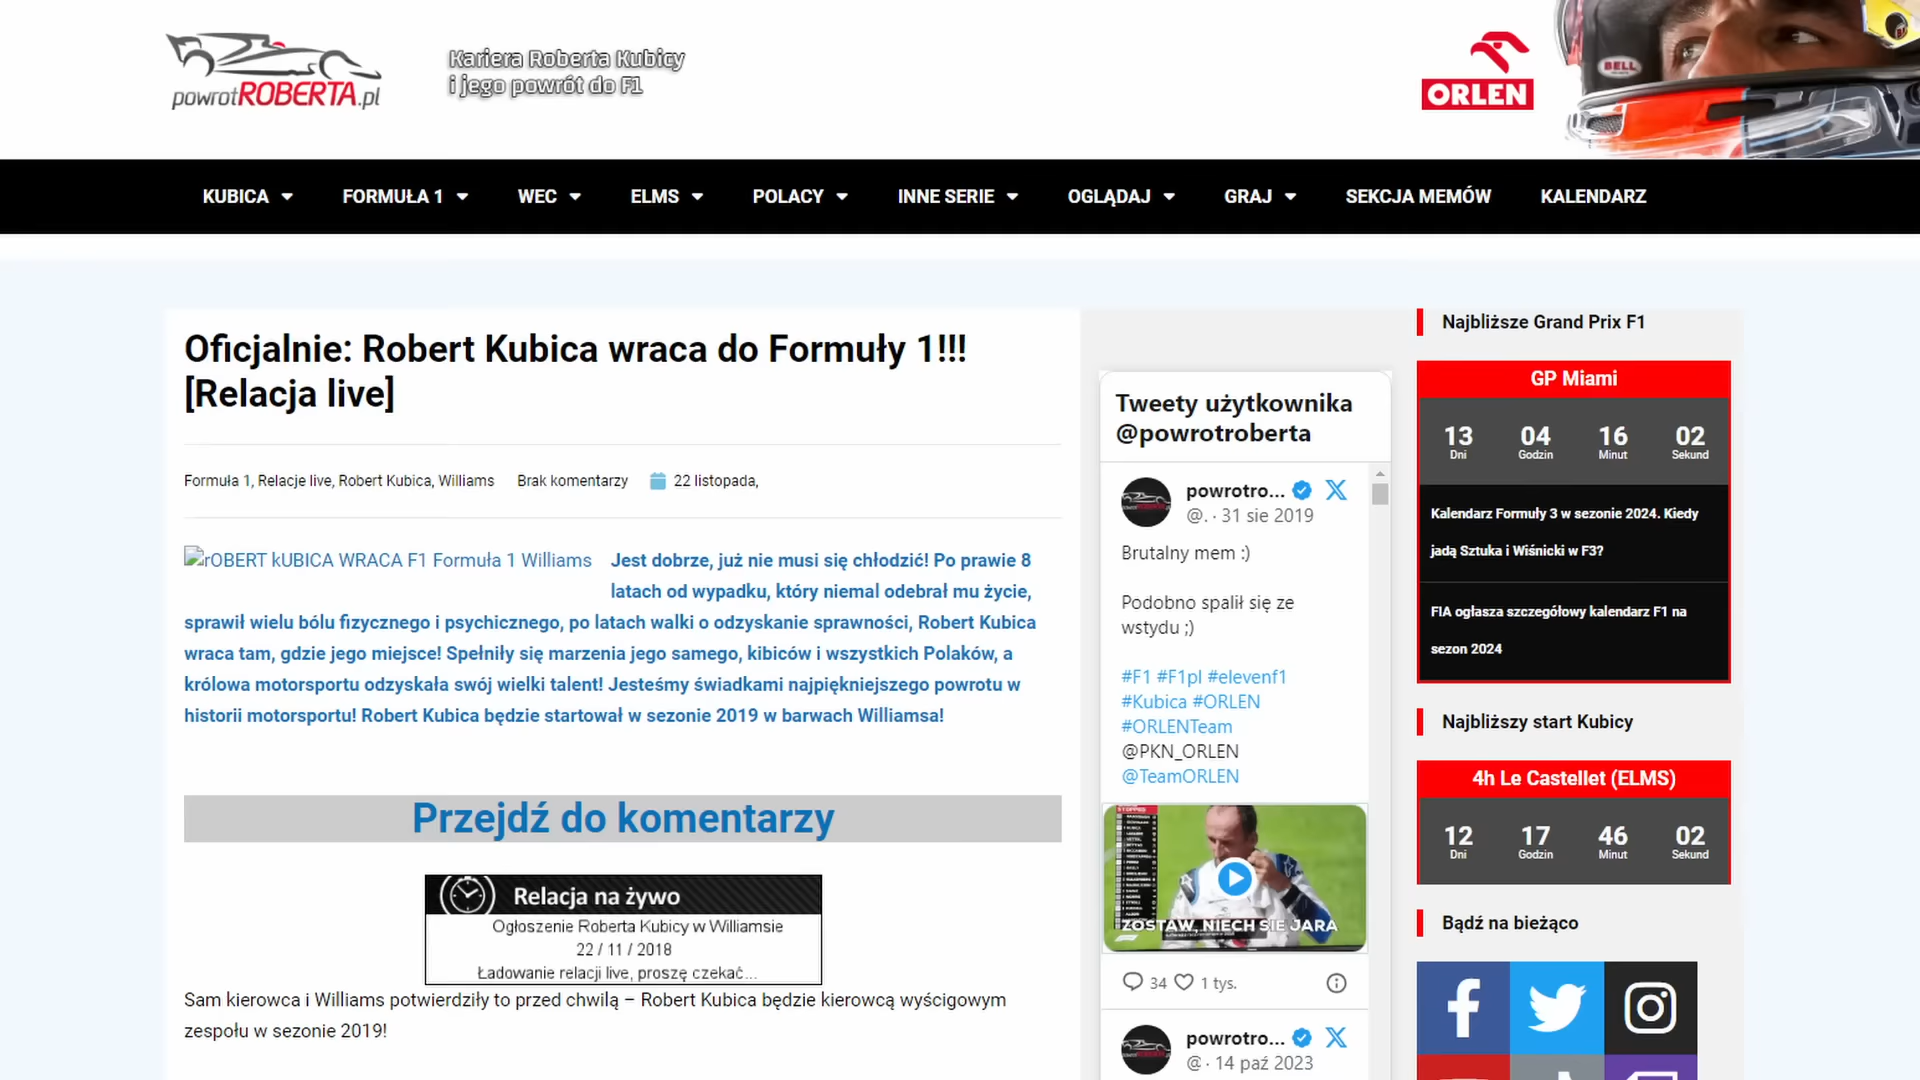 powrotROBERTA.pl
Kariera Roberta Kubicy
i jego powrót do F1
ORLEN
BELL
KUBICA FORMUŁA 1 WEC ELMS POLACY INNE SERIE OGLĄDAJ GRAJ SEKCJA MEMÓW KALENDARZ
Oficjalnie: Robert Kubica wraca do Formuły 1!!!
[Relacja live]
Formuła 1, Relacje live, Robert Kubica, Williams Brak komentarzy 22 listopada,
rOBERT kUBICA WRACA F1 Formuła 1 Williams
Jest dobrze, już nie musi się chłodzić! Po prawie 8
latach od wypadku, który niemal odebrał mu życie,
sprawił wielu bólu fizycznego i psychicznego, po latach walki o odzyskanie sprawności, Robert Kubica
wraca tam, gdzie jego miejsce! Spełniły się marzenia jego samego, kibiców i wszystkich Polaków, a
królowa motorsportu odzyskała swój wielki talent! Jesteśmy świadkami najpiękniejszego powrotu w
historii motorsportu! Robert Kubica będzie startował w sezonie 2019 w barwach Williamsa!
Przejdź do komentarzy
Relacja na żywo
Ogłoszenie Roberta Kubicy w Williamsie
22 / 11 / 2018
Ładowanie relacji live, proszę czekać...
Sam kierowca i Williams potwierdziły to przed chwilą – Robert Kubica będzie kierowcą wyścigowym
zespołu w sezonie 2019!
Tweety użytkownika
@powrotroberta
powrotro...
@. · 31 sie 2019
Brutalny mem :)
Podobno spalił się ze
wstydu ;)
#F1 #F1pl #elevenf1
#Kubica #ORLEN
#ORLENTeam
@PKN_ORLEN
@TeamORLEN
ZOSTAW, NIECH SIE JARA
34 1 tys.
powrotro...
@ · 14 paź 2023
Najbliższe Grand Prix F1
GP Miami
13 04 16 02
Dni Godzin Minut Sekund
Kalendarz Formuły 3 w sezonie 2024. Kiedy
jadą Sztuka i Wiśnicki w F3?
FIA ogłasza szczegółowy kalendarz F1 na
sezon 2024
Najbliższy start Kubicy
4h Le Castellet (ELMS)
12 17 46 02
Dni Godzin Minut Sekund
Bądź na bieżąco